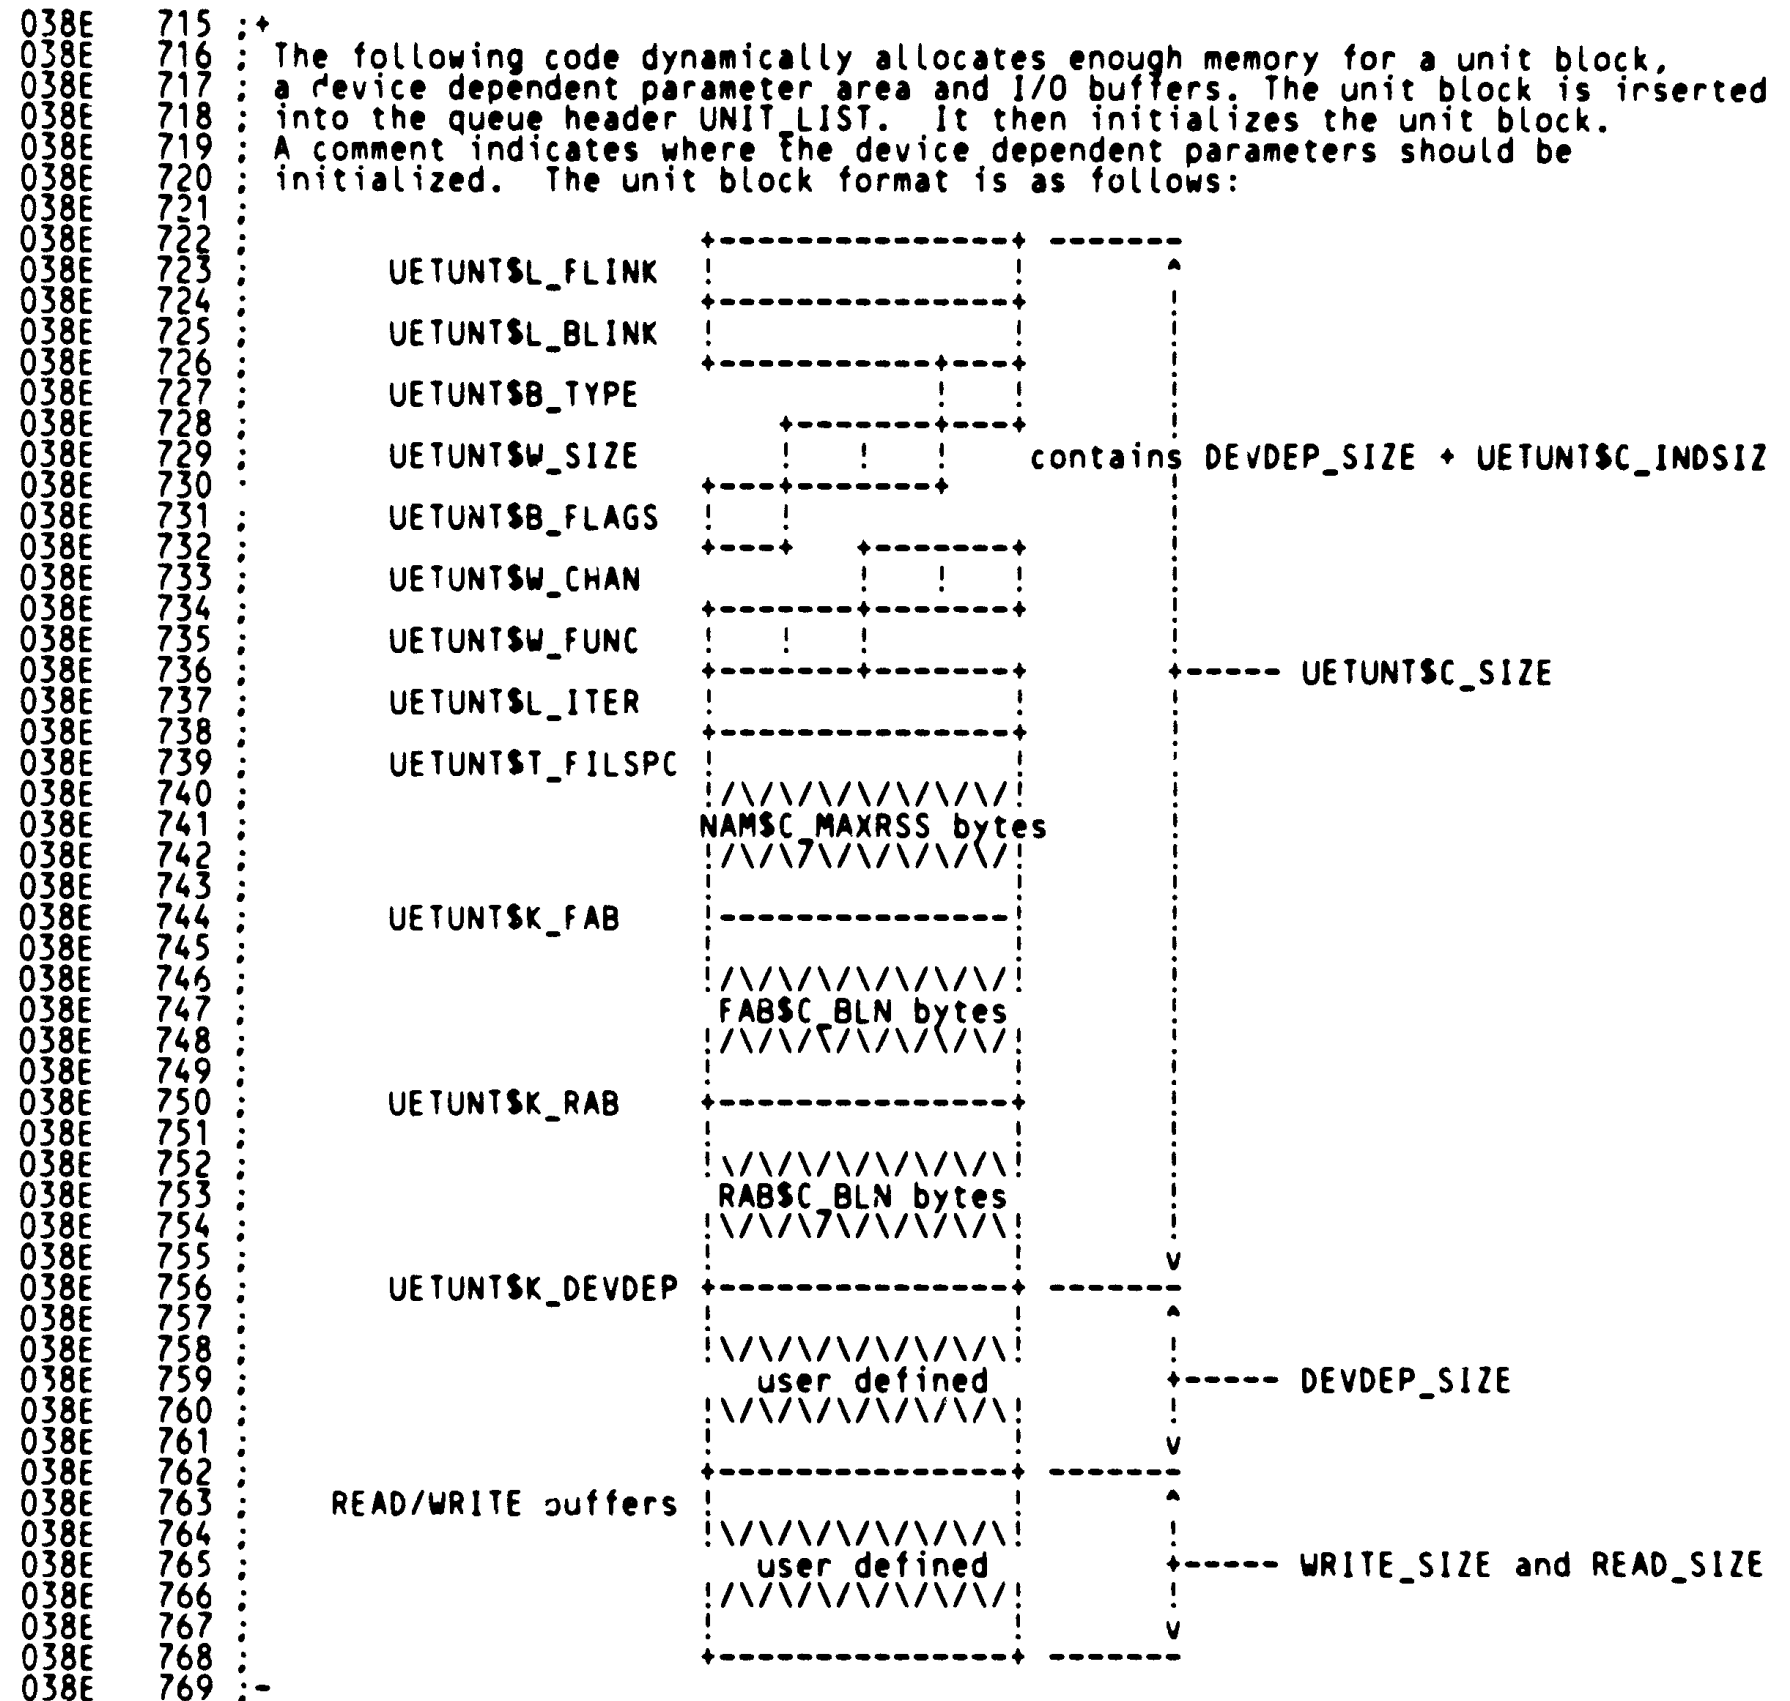 038E 715 ;+
038E 716 ; The following code dynamically allocates enough memory for a unit block,
038E 717 ; a device dependent parameter area and I/O buffers. The unit block is inserted
038E 718 ; into the queue header UNIT_LIST.  It then initializes the unit block.
038E 719 ; A comment indicates where the device dependent parameters should be
038E 720 ; initialized.  The unit block format is as follows:
038E 721 ;
038E 722 ;                        +---------------+ -------
038E 723 ;        UETUNT$L_FLINK  !               !       ^
038E 724 ;                        +---------------+       !
038E 725 ;        UETUNT$L_BLINK  !               !       !
038E 726 ;                        +-----------+---+       !
038E 727 ;        UETUNT$B_TYPE               !   !       !
038E 728 ;                            +-------+---+       !
038E 729 ;        UETUNT$W_SIZE       !   !   !    contains DEVDEP_SIZE + UETUNT$C_INDSIZ
038E 730 ;                        +---+-------+           !
038E 731 ;        UETUNT$B_FLAGS  !   !                   !
038E 732 ;                        +---+   +-------+       !
038E 733 ;        UETUNT$W_CHAN           !   !   !       !
038E 734 ;                        +-------+-------+       !
038E 735 ;        UETUNT$W_FUNC   !   !   !               !
038E 736 ;                        +-------+-------+       +----- UETUNT$C_SIZE
038E 737 ;        UETUNT$L_ITER   !               !       !
038E 738 ;                        +---------------+       !
038E 739 ;        UETUNT$T_FILSPC !               !       !
038E 740 ;                        !/\/\/\/\/\/\/\/!       !
038E 741 ;                        NAM$C_MAXRSS bytes      !
038E 742 ;                        !/\/\/\/\/\/\/\/!       !
038E 743 ;                        !               !       !
038E 744 ;        UETUNT$K_FAB    !---------------!       !
038E 745 ;                        !               !       !
038E 746 ;                        !/\/\/\/\/\/\/\/!       !
038E 747 ;                         FAB$C_BLN bytes        !
038E 748 ;                        !/\/\/\/\/\/\/\/!       !
038E 749 ;                        !               !       !
038E 750 ;        UETUNT$K_RAB    +---------------+       !
038E 751 ;                        !               !       !
038E 752 ;                        !\/\/\/\/\/\/\/\!       !
038E 753 ;                         RAB$C_BLN bytes        !
038E 754 ;                        !\/\/\/\/\/\/\/\!       !
038E 755 ;                        !               !       v
038E 756 ;        UETUNT$K_DEVDEP +---------------+ -------
038E 757 ;                        !               !       ^
038E 758 ;                        !\/\/\/\/\/\/\/\!       !
038E 759 ;                           user defined         +----- DEVDEP_SIZE
038E 760 ;                        !\/\/\/\/\/\/\/\!       !
038E 761 ;                        !               !       v
038E 762 ;                        +---------------+ -------
038E 763 ;     READ/WRITE buffers !               !       ^
038E 764 ;                        !\/\/\/\/\/\/\/\!       !
038E 765 ;                           user defined         +----- WRITE_SIZE and READ_SIZE
038E 766 ;                        !/\/\/\/\/\/\/\/!       !
038E 767 ;                        !               !       v
038E 768 ;                        +---------------+ -------
038E 769 ;-